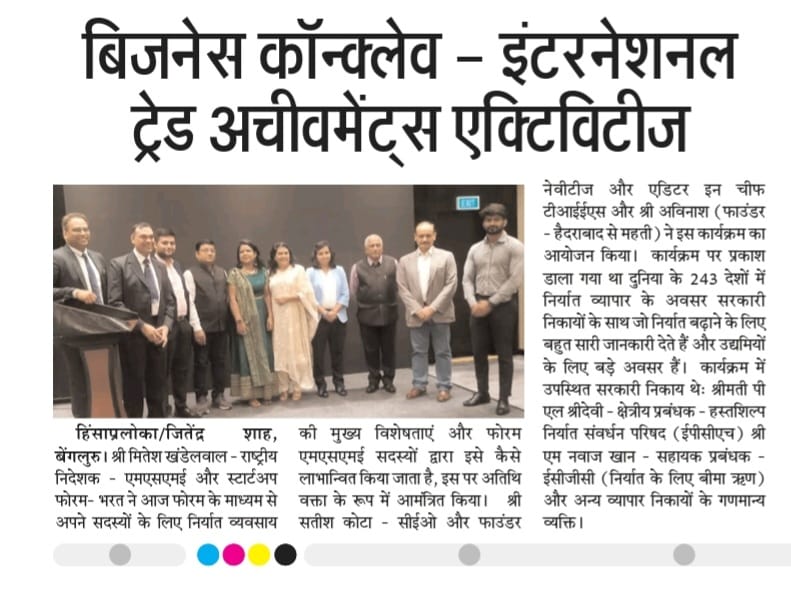 बिजनेस कॉन्क्लेव – इंटरनेशनल
ट्रेड अचीवमेंट्स एक्टिविटीज
EXIT
हिंसाप्रलोका/जितेंद्र शाह,
बेंगलुरु। श्री मितेश खंडेलवाल - राष्ट्रीय
निदेशक - एमएसएमई और स्टार्टअप
फोरम- भरत ने आज फोरम के माध्यम से
अपने सदस्यों के लिए निर्यात व्यवसाय
की मुख्य विशेषताएं और फोरम
एमएसएमई सदस्यों द्वारा इसे कैसे
लाभान्वित किया जाता है, इस पर अतिथि
वक्ता के रूप में आमंत्रित किया। श्री
सतीश कोटा - सीईओ और फाउंडर
नेवीटीज और एडिटर इन चीफ
टीआईईएस और श्री अविनाश (फाउंडर
- हैदराबाद से महती) ने इस कार्यक्रम का
आयोजन किया। कार्यक्रम पर प्रकाश
डाला गया था दुनिया के 243 देशों में
निर्यात व्यापार के अवसर सरकारी
निकायों के साथ जो निर्यात बढ़ाने के लिए
बहुत सारी जानकारी देते हैं और उद्यमियों
के लिए बड़े अवसर हैं। कार्यक्रम में
उपस्थित सरकारी निकाय थेः श्रीमती पी
एल श्रीदेवी - क्षेत्रीय प्रबंधक - हस्तशिल्प
निर्यात संवर्धन परिषद (ईपीसीएच) श्री
एम नवाज खान - सहायक प्रबंधक -
ईसीजीसी (निर्यात के लिए बीमा ऋण)
और अन्य व्यापार निकायों के गणमान्य
व्यक्ति।